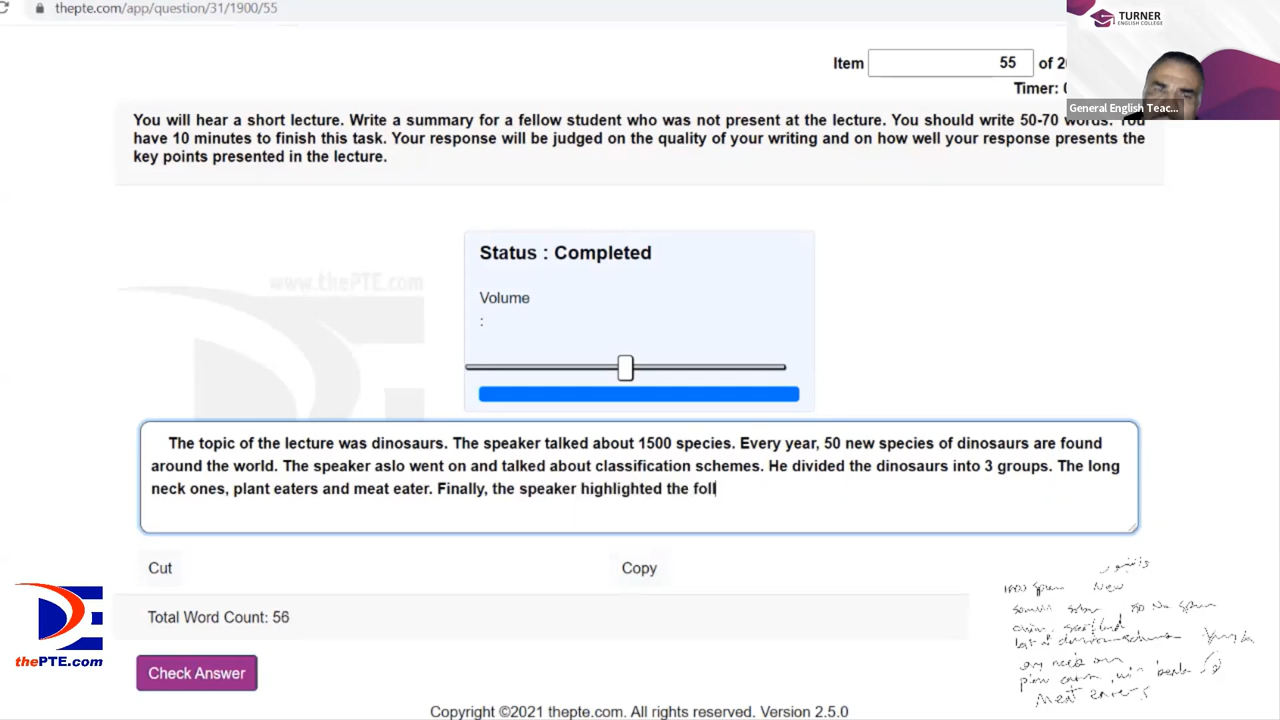 thepte.com/app/question/31/1900/55
TURNER
ENGLISH COLLEGE
General English Teac...
Item 55 of 20
Timer: 0
You will hear a short lecture. Write a summary for a fellow student who was not present at the lecture. You should write 50-70 words. You
have 10 minutes to finish this task. Your response will be judged on the quality of your writing and on how well your response presents the
key points presented in the lecture.
www.thePTE.com
Status : Completed
Volume
:
The topic of the lecture was dinosaurs. The speaker talked about 1500 species. Every year, 50 new species of dinosaurs are found
around the world. The speaker aslo went on and talked about classification schemes. He divided the dinosaurs into 3 groups. The long
neck ones, plant eaters and meat eater. Finally, the speaker highlighted the foll
Cut
Copy
Total Word Count: 56
thePTE.com
Check Answer
New
Meat eaters
Copyright ©2021 thepte.com. All rights reserved. Version 2.5.0